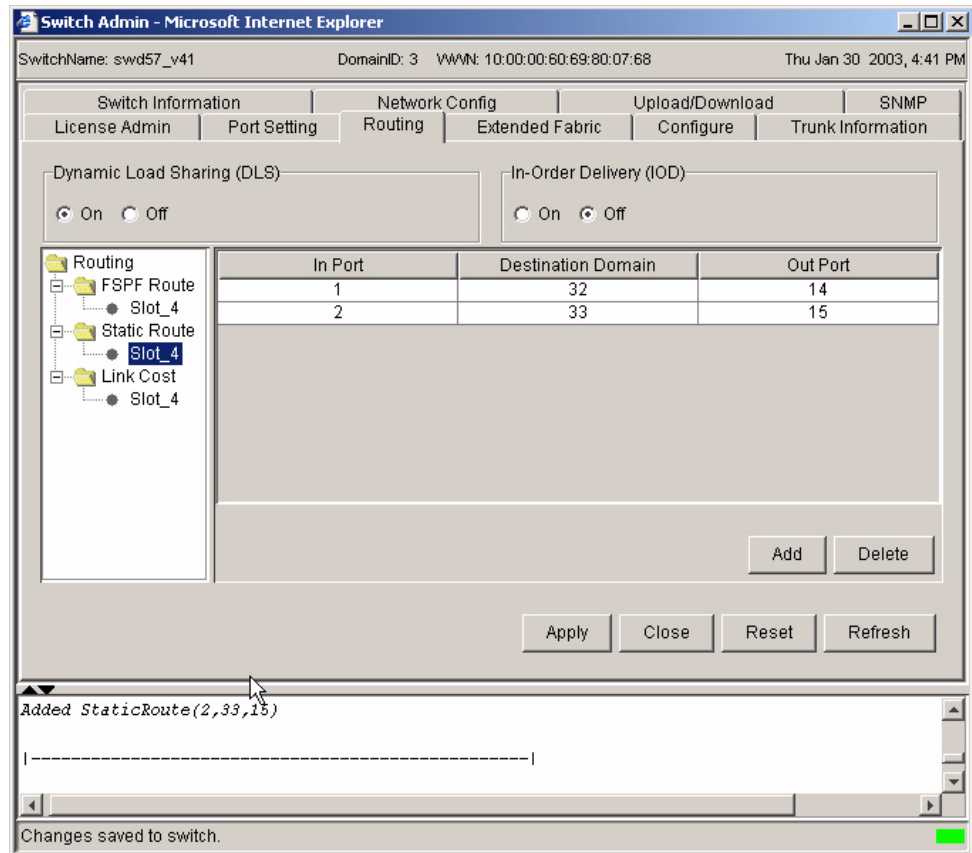 Switch Admin - Microsoft Internet Explorer
SwitchName: swd57_v41 DomainID: 3 WWN: 10:00:00:60:69:80:07:68 Thu Jan 30 2003, 4:41 PM
Switch Information Network Config Upload/Download SNMP
License Admin Port Setting Routing Extended Fabric Configure Trunk Information
Dynamic Load Sharing (DLS) In-Order Delivery (IOD)
On Off On Off
Routing In Port Destination Domain Out Port
FSPF Route 1 32 14
Slot_4 2 33 15
Static Route
Slot_4
Link Cost
Slot_4
Add Delete
Apply Close Reset Refresh
Added StaticRoute(2,33,15)
|--------------------------------------------------|
Changes saved to switch.